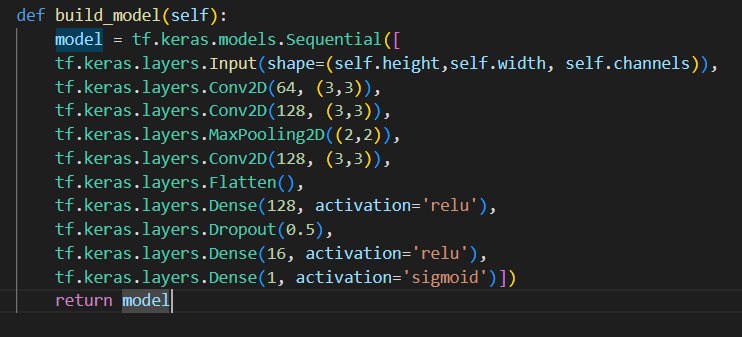 def build_model(self):
model = tf.keras.models.Sequential([
tf.keras.layers.Input(shape=(self.height,self.width, self.channels)),
tf.keras.layers.Conv2D(64, (3,3)),
tf.keras.layers.Conv2D(128, (3,3)),
tf.keras.layers.MaxPooling2D((2,2)),
tf.keras.layers.Conv2D(128, (3,3)),
tf.keras.layers.Flatten(),
tf.keras.layers.Dense(128, activation='relu'),
tf.keras.layers.Dropout(0.5),
tf.keras.layers.Dense(16, activation='relu'),
tf.keras.layers.Dense(1, activation='sigmoid')])
return model